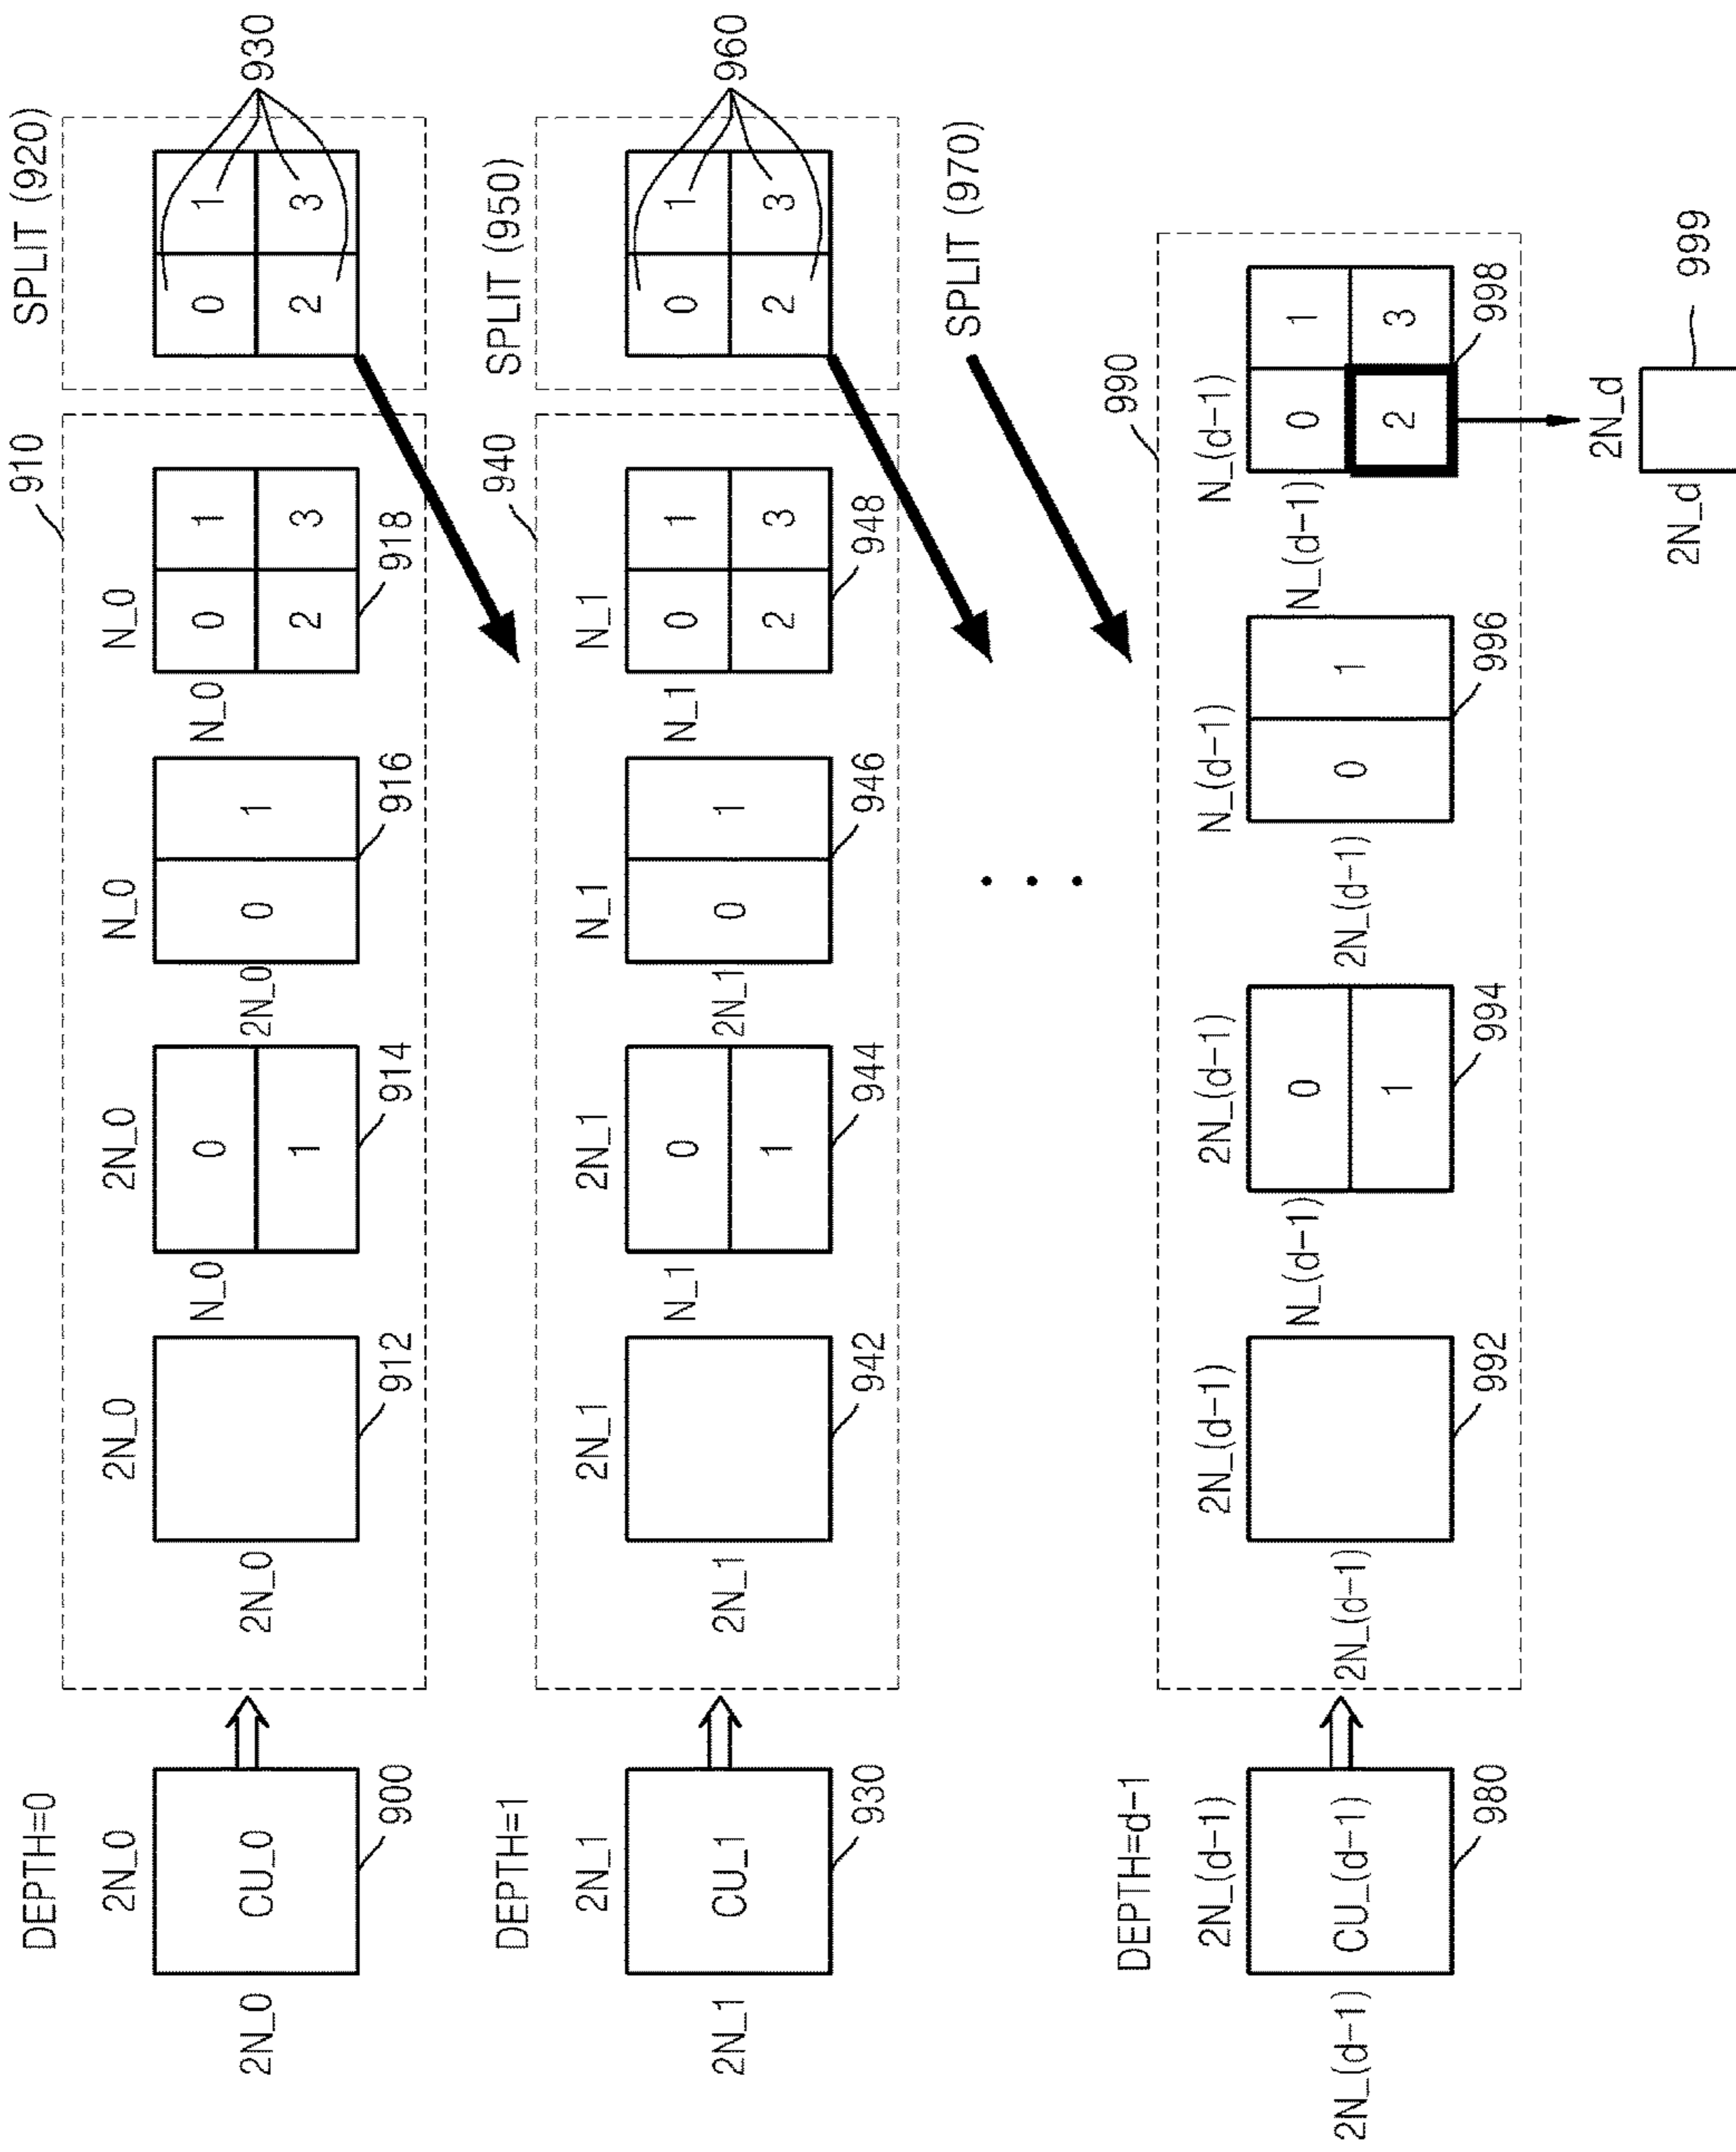 DEPTH=0
2N_0
2N_0
CU_0
900
910
2N_0
2N_0
912
2N_0
N_0
0
1
914
N_0
2N_0
0
1
916
N_0
N_0
0
1
2
3
918
SPLIT (920)
0
1
2
3
930
DEPTH=1
2N_1
2N_1
CU_1
930
940
2N_1
2N_1
942
2N_1
N_1
0
1
944
N_1
2N_1
0
1
946
N_1
N_1
0
1
2
3
948
SPLIT (950)
0
1
2
3
960
SPLIT (970)
. . .
DEPTH=d-1
2N_(d-1)
2N_(d-1)
CU_(d-1)
980
990
2N_(d-1)
2N_(d-1)
992
2N_(d-1)
N_(d-1)
0
1
994
N_(d-1)
2N_(d-1)
0
1
996
N_(d-1)
N_(d-1)
0
1
2
3
998
2N_d
2N_d
999